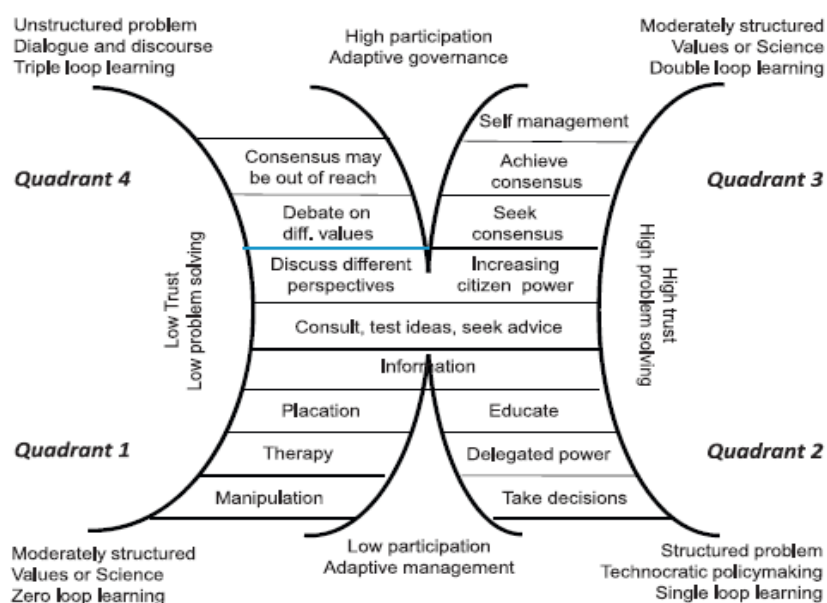 Unstructured problem
Dialogue and discourse
Triple loop learning
High participation
Adaptive governance
Moderately structured
Values or Science
Double loop learning
Quadrant 4
Quadrant 3
Self management
Consensus may
be out of reach
Achieve
consensus
Debate on
diff. values
Seek
consensus
Discuss different
perspectives
Increasing
citizen power
Low Trust
Low problem solving
High trust
High problem solving
Consult, test ideas, seek advice
Information
Placation
Educate
Quadrant 1
Quadrant 2
Therapy
Delegated power
Manipulation
Take decisions
Moderately structured
Values or Science
Zero loop learning
Low participation
Adaptive management
Structured problem
Technocratic policymaking
Single loop learning